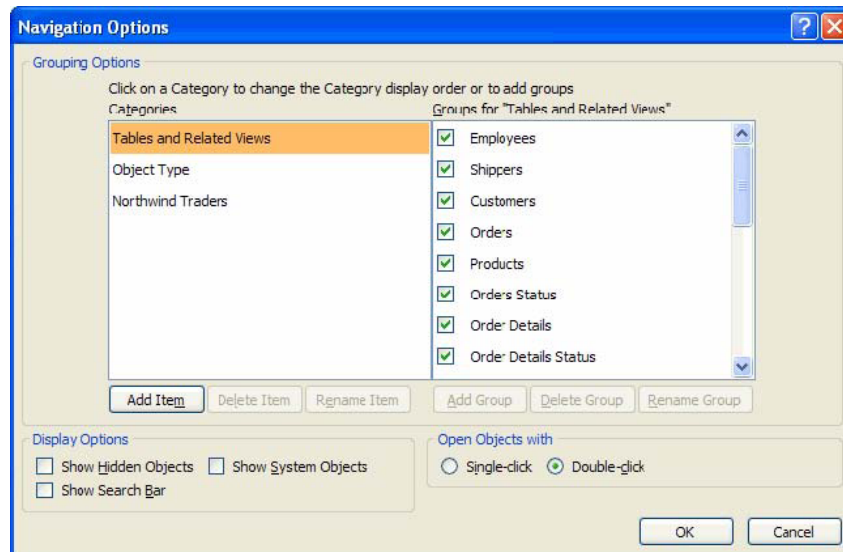 Navigation Options
Grouping Options
Click on a Category to change the Category display order or to add groups
Categories
Groups for "Tables and Related Views"
Tables and Related Views
Object Type
Northwind Traders
Employees
Shippers
Customers
Orders
Products
Orders Status
Order Details
Order Details Status
Add Item
Delete Item
Rename Item
Add Group
Delete Group
Rename Group
Display Options
Show Hidden Objects
Show System Objects
Show Search Bar
Open Objects with
Single-click
Double-click
OK
Cancel